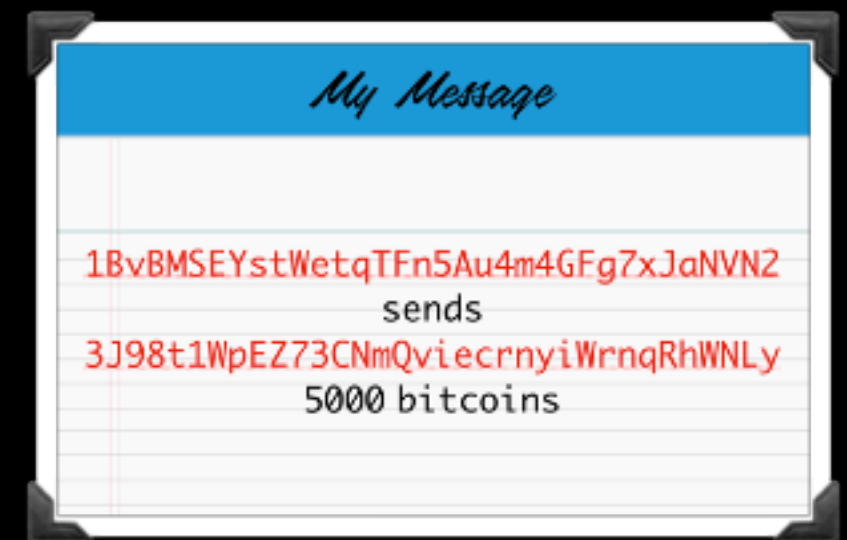 My Message
1BvBMSEYstWetqTFn5Au4m4GFg7xJaNVN2
sends
3J98t1WpEZ73CNmQviecrnyiWrnqRhWNLy
5000 bitcoins